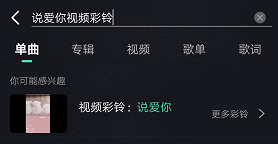 说爱你视频彩铃
单曲 专辑 视频 歌单 歌词
你可能感兴趣
视频彩铃：说爱你
更多彩铃 >